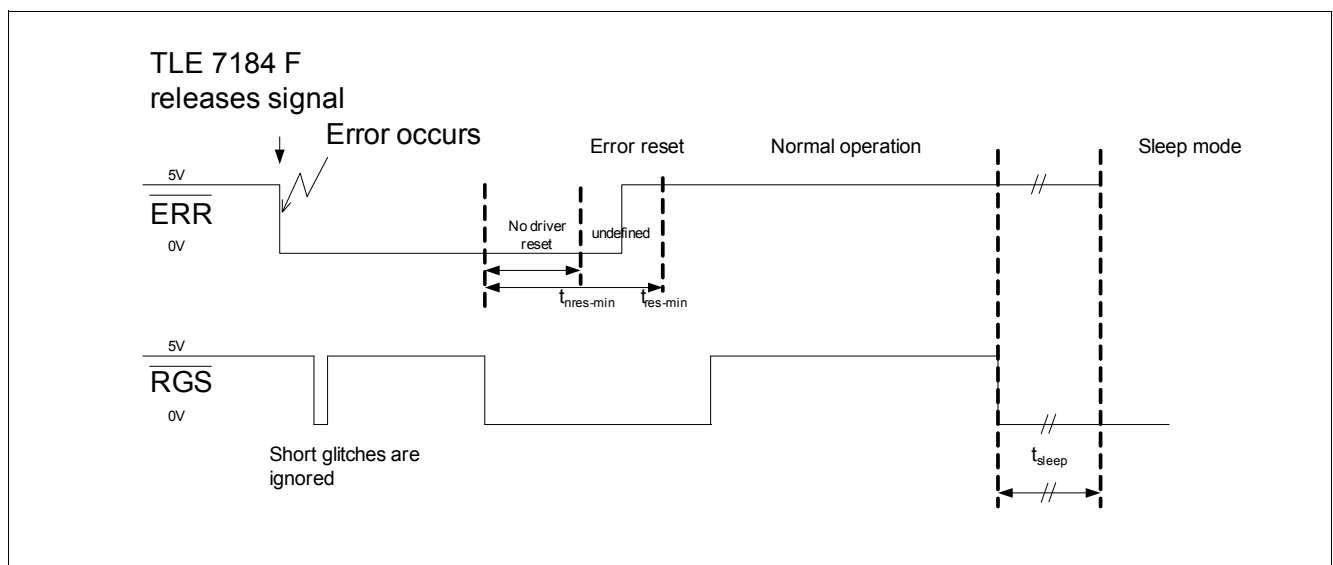 TLE 7184 F
releases signal
Error occurs
Error reset
Normal operation
Sleep mode
5V
ERR
0V
No driver
reset
undefined
tnres-min
tres-min
5V
RGS
0V
Short glitches are
ignored
tsleep